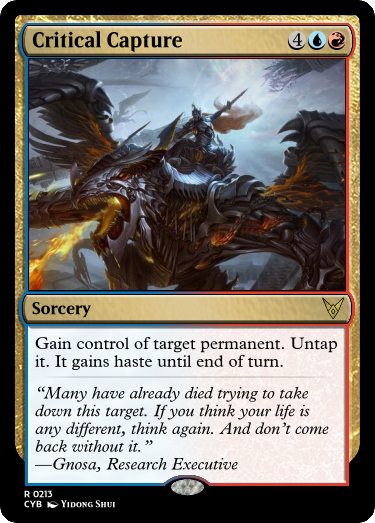 Critical Capture 4
Sorcery
Gain control of target permanent. Untap
it. It gains haste until end of turn.
“Many have already died trying to take
down this target. If you think your life is
any different, think again. And don’t come
back without it.”
—Gnosa, Research Executive
R 0213
CYB Yidong Shui